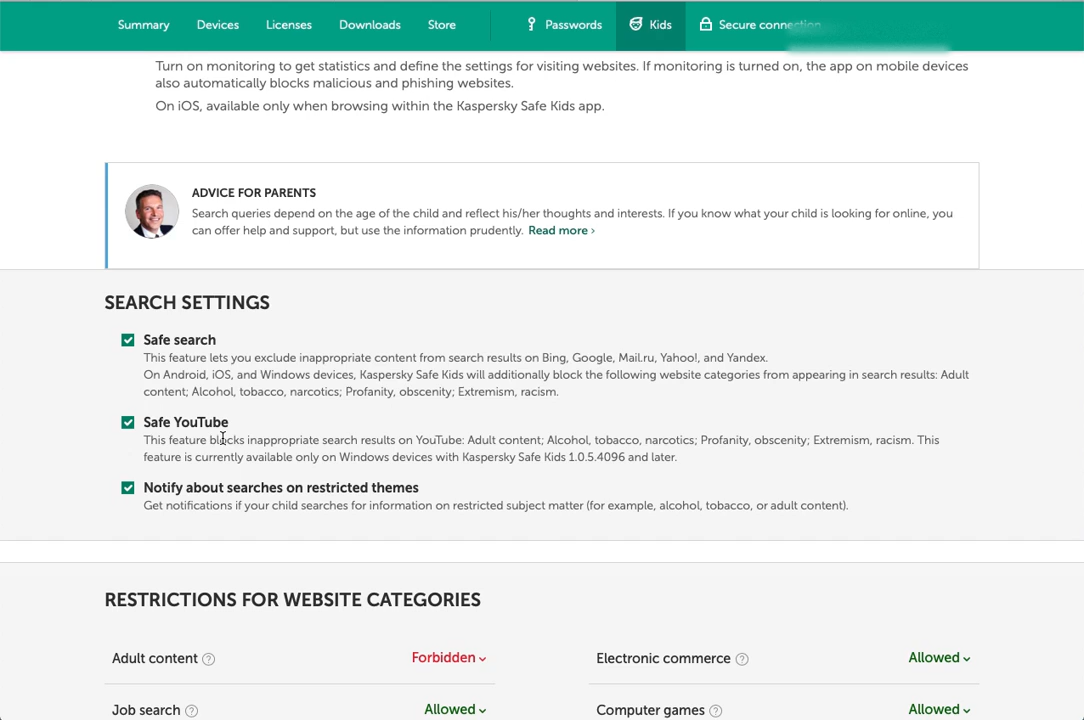 Summary Devices Licenses Downloads Store Passwords Kids Secure connection
Turn on monitoring to get statistics and define the settings for visiting websites. If monitoring is turned on, the app on mobile devices
also automatically blocks malicious and phishing websites.
On iOS, available only when browsing within the Kaspersky Safe Kids app.
ADVICE FOR PARENTS
Search queries depend on the age of the child and reflect his/her thoughts and interests. If you know what your child is looking for online, you
can offer help and support, but use the information prudently. Read more ›
SEARCH SETTINGS
Safe search
This feature lets you exclude inappropriate content from search results on Bing, Google, Mail.ru, Yahoo!, and Yandex.
On Android, iOS, and Windows devices, Kaspersky Safe Kids will additionally block the following website categories from appearing in search results: Adult
content; Alcohol, tobacco, narcotics; Profanity, obscenity; Extremism, racism.
Safe YouTube
This feature blocks inappropriate search results on YouTube: Adult content; Alcohol, tobacco, narcotics; Profanity, obscenity; Extremism, racism. This
feature is currently available only on Windows devices with Kaspersky Safe Kids 1.0.5.4096 and later.
Notify about searches on restricted themes
Get notifications if your child searches for information on restricted subject matter (for example, alcohol, tobacco, or adult content).
RESTRICTIONS FOR WEBSITE CATEGORIES
Adult content ? Forbidden Electronic commerce ? Allowed
Job search ? Allowed Computer games ? Allowed